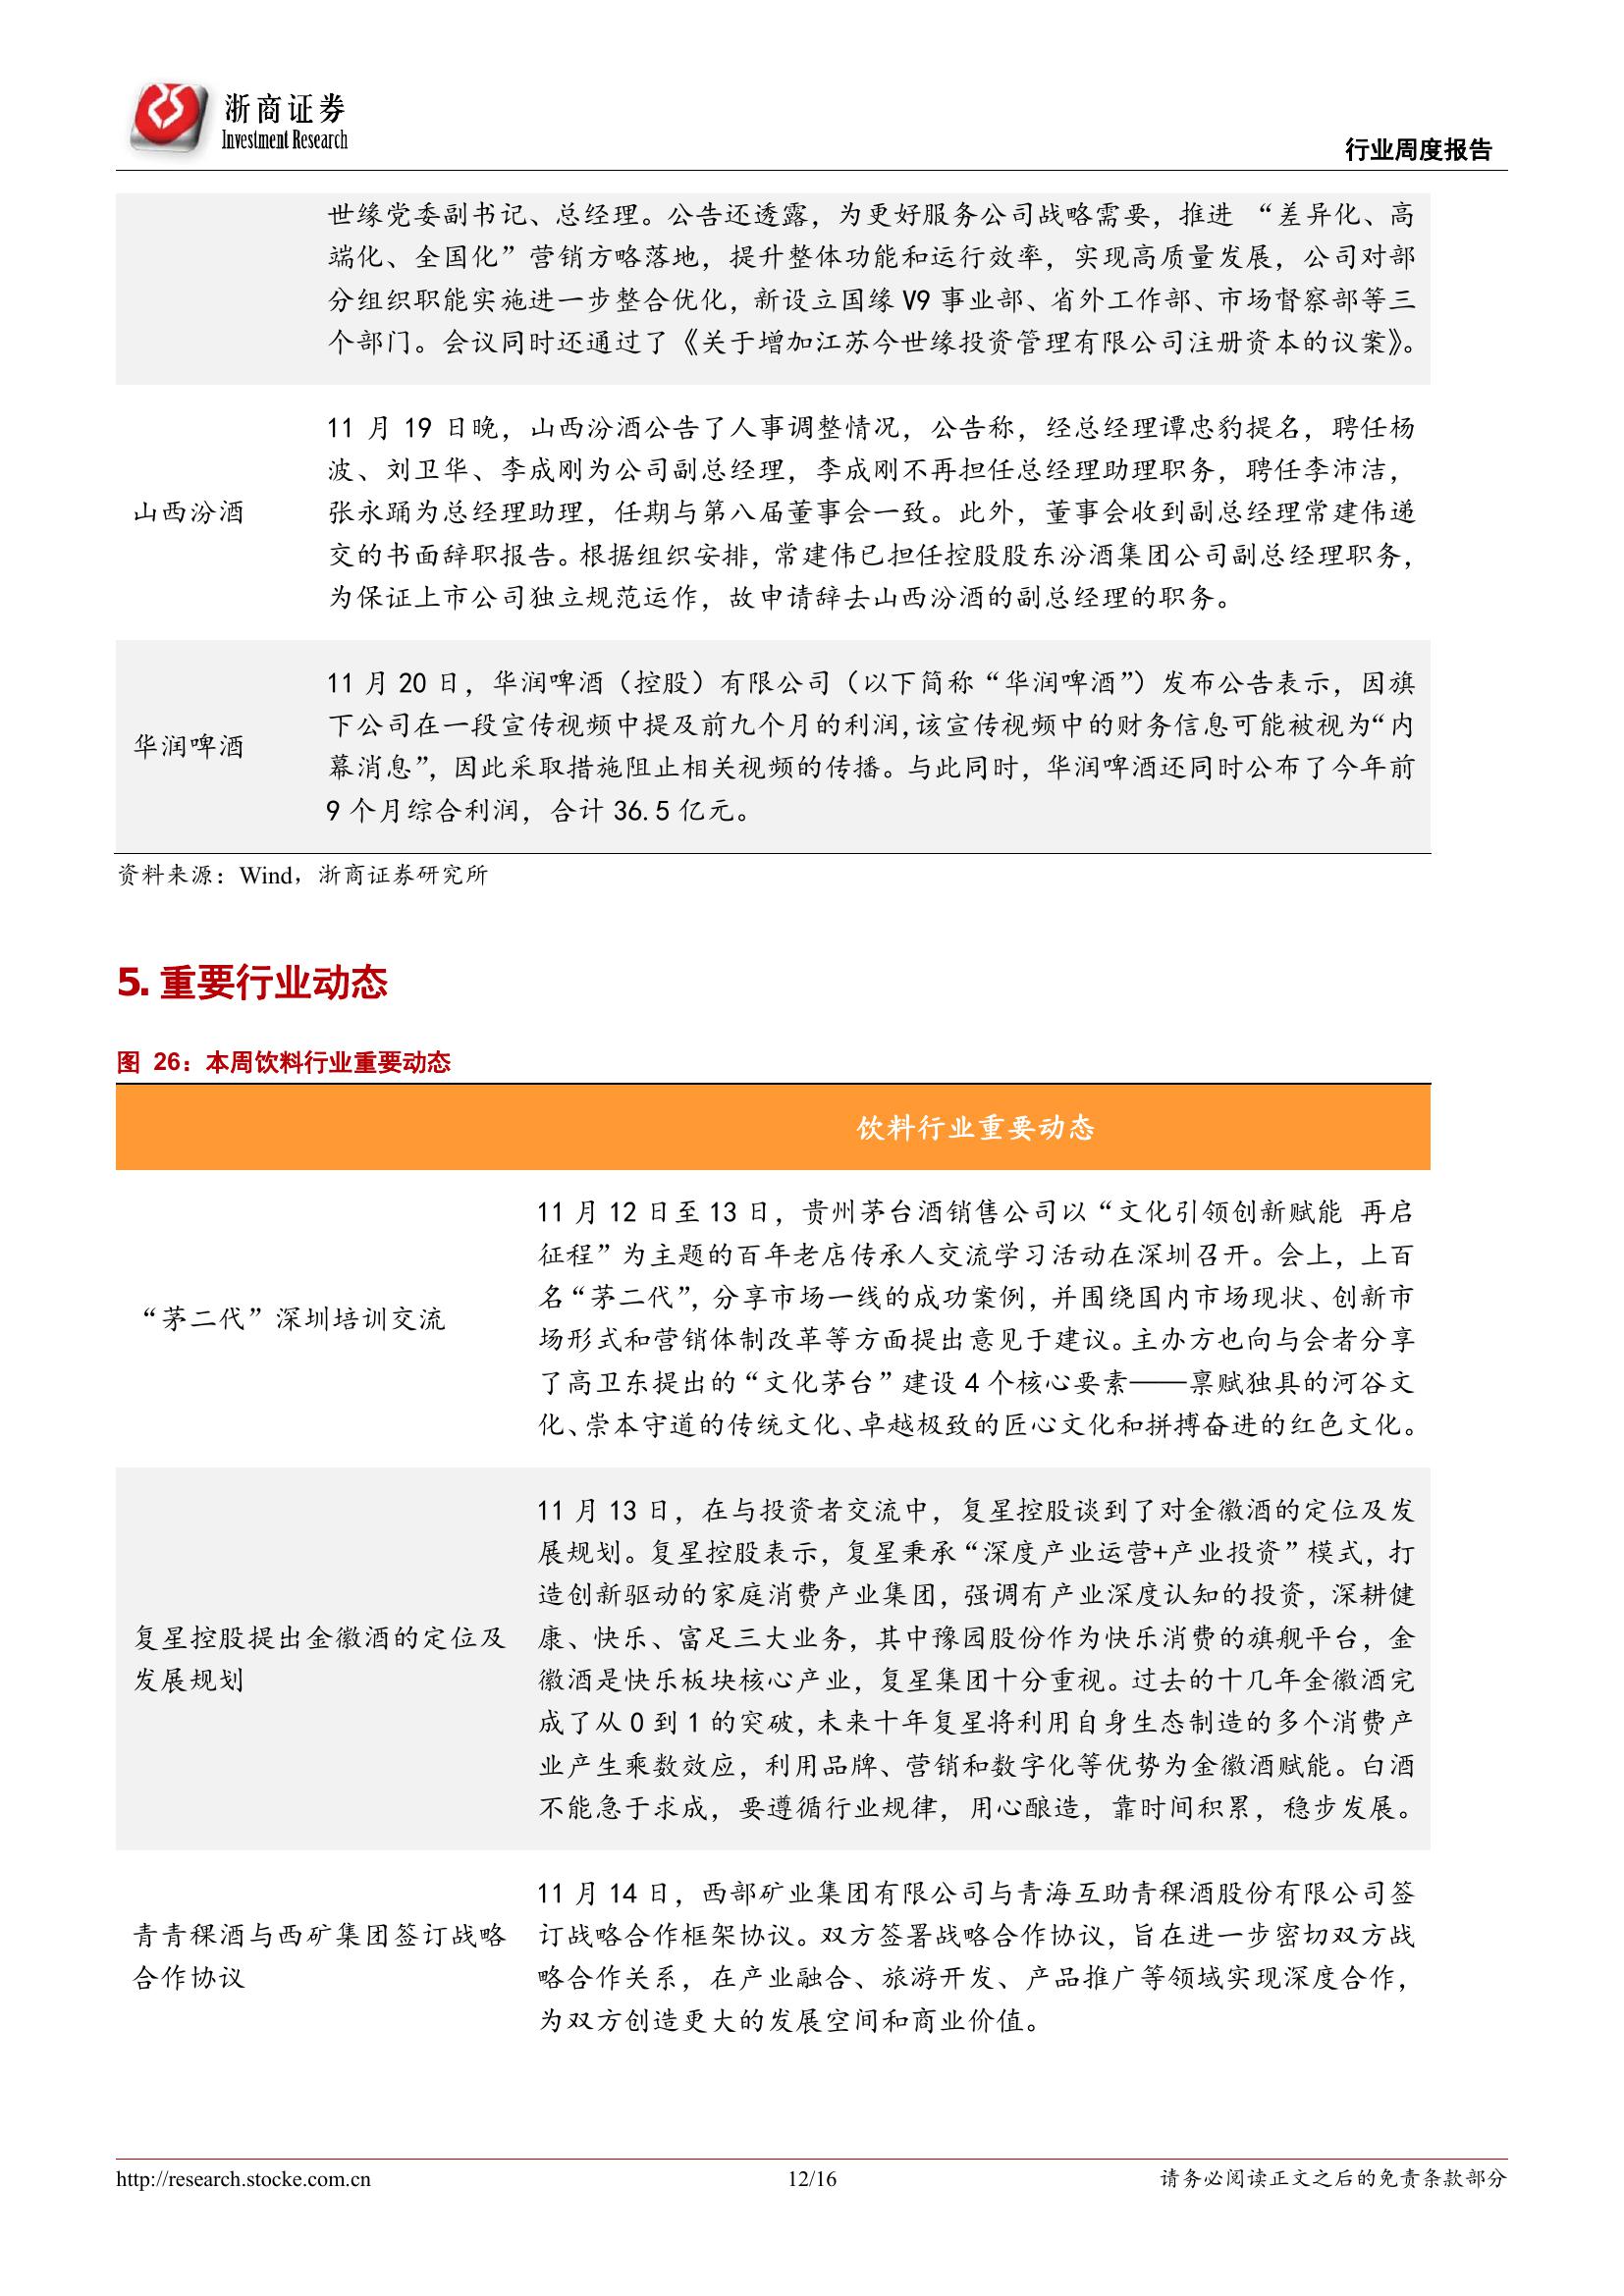 浙商证券
Investment Research
行业周度报告
世缘党委副书记、总经理。公告还透露，为更好服务公司战略需要，推进 “差异化、高
端化、全国化”营销方略落地，提升整体功能和运行效率，实现高质量发展，公司对部
分组织职能实施进一步整合优化，新设立国缘 V9 事业部、省外工作部、市场督察部等三
个部门。会议同时还通过了《关于增加江苏今世缘投资管理有限公司注册资本的议案》。
山西汾酒
11 月 19 日晚，山西汾酒公告了人事调整情况，公告称，经总经理谭忠豹提名，聘任杨
波、刘卫华、李成刚为公司副总经理，李成刚不再担任总经理助理职务，聘任李沛洁，
张永踊为总经理助理，任期与第八届董事会一致。此外，董事会收到副总经理常建伟递
交的书面辞职报告。根据组织安排，常建伟已担任控股股东汾酒集团公司副总经理职务，
为保证上市公司独立规范运作，故申请辞去山西汾酒的副总经理的职务。
华润啤酒
11 月 20 日，华润啤酒（控股）有限公司（以下简称“华润啤酒”）发布公告表示，因旗
下公司在一段宣传视频中提及前九个月的利润，该宣传视频中的财务信息可能被视为“内
幕消息”，因此采取措施阻止相关视频的传播。与此同时，华润啤酒还同时公布了今年前
9 个月综合利润，合计 36.5 亿元。
资料来源：Wind，浙商证券研究所
5. 重要行业动态
图 26：本周饮料行业重要动态
饮料行业重要动态
“茅二代”深圳培训交流
11 月 12 日至 13 日，贵州茅台酒销售公司以“文化引领创新赋能 再启
征程”为主题的百年老店传承人交流学习活动在深圳召开。会上，上百
名“茅二代”，分享市场一线的成功案例，并围绕国内市场现状、创新市
场形式和营销体制改革等方面提出意见于建议。主办方也向与会者分享
了高卫东提出的“文化茅台”建设 4 个核心要素——禀赋独具的河谷文
化、崇本守道的传统文化、卓越极致的匠心文化和拼搏奋进的红色文化。
复星控股提出金徽酒的定位及
发展规划
11 月 13 日，在与投资者交流中，复星控股谈到了对金徽酒的定位及发
展规划。复星控股表示，复星秉承“深度产业运营+产业投资”模式，打
造创新驱动的家庭消费产业集团，强调有产业深度认知的投资，深耕健
康、快乐、富足三大业务，其中豫园股份作为快乐消费的旗舰平台，金
徽酒是快乐板块核心产业，复星集团十分重视。过去的十几年金徽酒完
成了从 0 到 1 的突破，未来十年复星将利用自身生态制造的多个消费产
业产生乘数效应，利用品牌、营销和数字化等优势为金徽酒赋能。白酒
不能急于求成，要遵循行业规律，用心酿造，靠时间积累，稳步发展。
青青稞酒与西矿集团签订战略
合作协议
11 月 14 日，西部矿业集团有限公司与青海互助青稞酒股份有限公司签
订战略合作框架协议。双方签署战略合作协议，旨在进一步密切双方战
略合作关系，在产业融合、旅游开发、产品推广等领域实现深度合作，
为双方创造更大的发展空间和商业价值。
http://research.stocke.com.cn
12/16
请务必阅读正文之后的免责条款部分